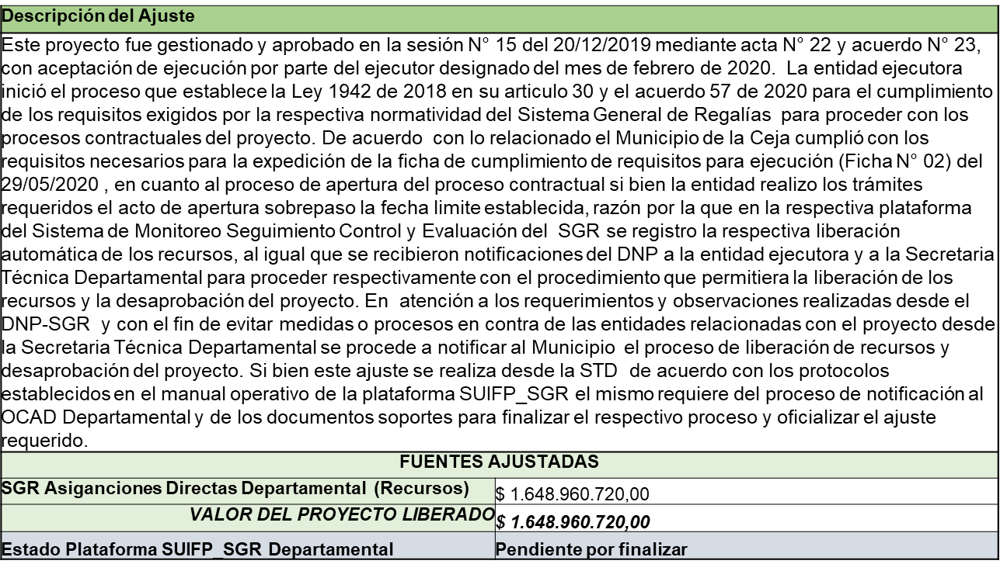 Descripción del Ajuste
Este proyecto fue gestionado y aprobado en la sesión N° 15 del 20/12/2019 mediante acta N° 22 y acuerdo N° 23,
con aceptación de ejecución por parte del ejecutor designado del mes de febrero de 2020. La entidad ejecutora
inició el proceso que establece la Ley 1942 de 2018 en su articulo 30 y el acuerdo 57 de 2020 para el cumplimiento
de los requisitos exigidos por la respectiva normatividad del Sistema General de Regalías para proceder con los
procesos contractuales del proyecto. De acuerdo con lo relacionado el Municipio de la Ceja cumplió con los
requisitos necesarios para la expedición de la ficha de cumplimiento de requisitos para ejecución (Ficha N° 02) del
29/05/2020 , en cuanto al proceso de apertura del proceso contractual si bien la entidad realizo los trámites
requeridos el acto de apertura sobrepaso la fecha limite establecida, razón por la que en la respectiva plataforma
del Sistema de Monitoreo Seguimiento Control y Evaluación del SGR se registro la respectiva liberación
automática de los recursos, al igual que se recibieron notificaciones del DNP a la entidad ejecutora y a la Secretaria
Técnica Departamental para proceder respectivamente con el procedimiento que permitiera la liberación de los
recursos y la desaprobación del proyecto. En atención a los requerimientos y observaciones realizadas desde el
DNP-SGR y con el fin de evitar medidas o procesos en contra de las entidades relacionadas con el proyecto desde
la Secretaria Técnica Departamental se procede a notificar al Municipio el proceso de liberación de recursos y
desaprobación del proyecto. Si bien este ajuste se realiza desde la STD de acuerdo con los protocolos
establecidos en el manual operativo de la plataforma SUIFP_SGR el mismo requiere del proceso de notificación al
OCAD Departamental y de los documentos soportes para finalizar el respectivo proceso y oficializar el ajuste
requerido.
FUENTES AJUSTADAS
SGR Asiganciones Directas Departamental (Recursos) $ 1.648.960.720,00
VALOR DEL PROYECTO LIBERADO $ 1.648.960.720,00
Estado Plataforma SUIFP_SGR Departamental Pendiente por finalizar